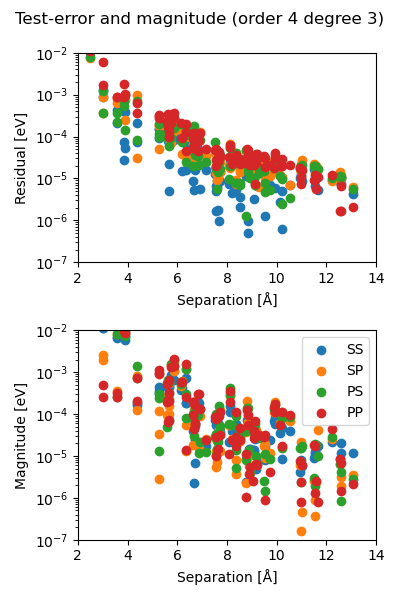 Test-error and magnitude (order 4 degree 3)
10⁻²
10⁻³
10⁻⁴
10⁻⁵
10⁻⁶
10⁻⁷
Residual [eV]
2 4 6 8 10 12 14
Separation [Å]
10⁻²
10⁻³
10⁻⁴
10⁻⁵
10⁻⁶
10⁻⁷
Magnitude [eV]
SS
SP
PS
PP
2 4 6 8 10 12 14
Separation [Å]